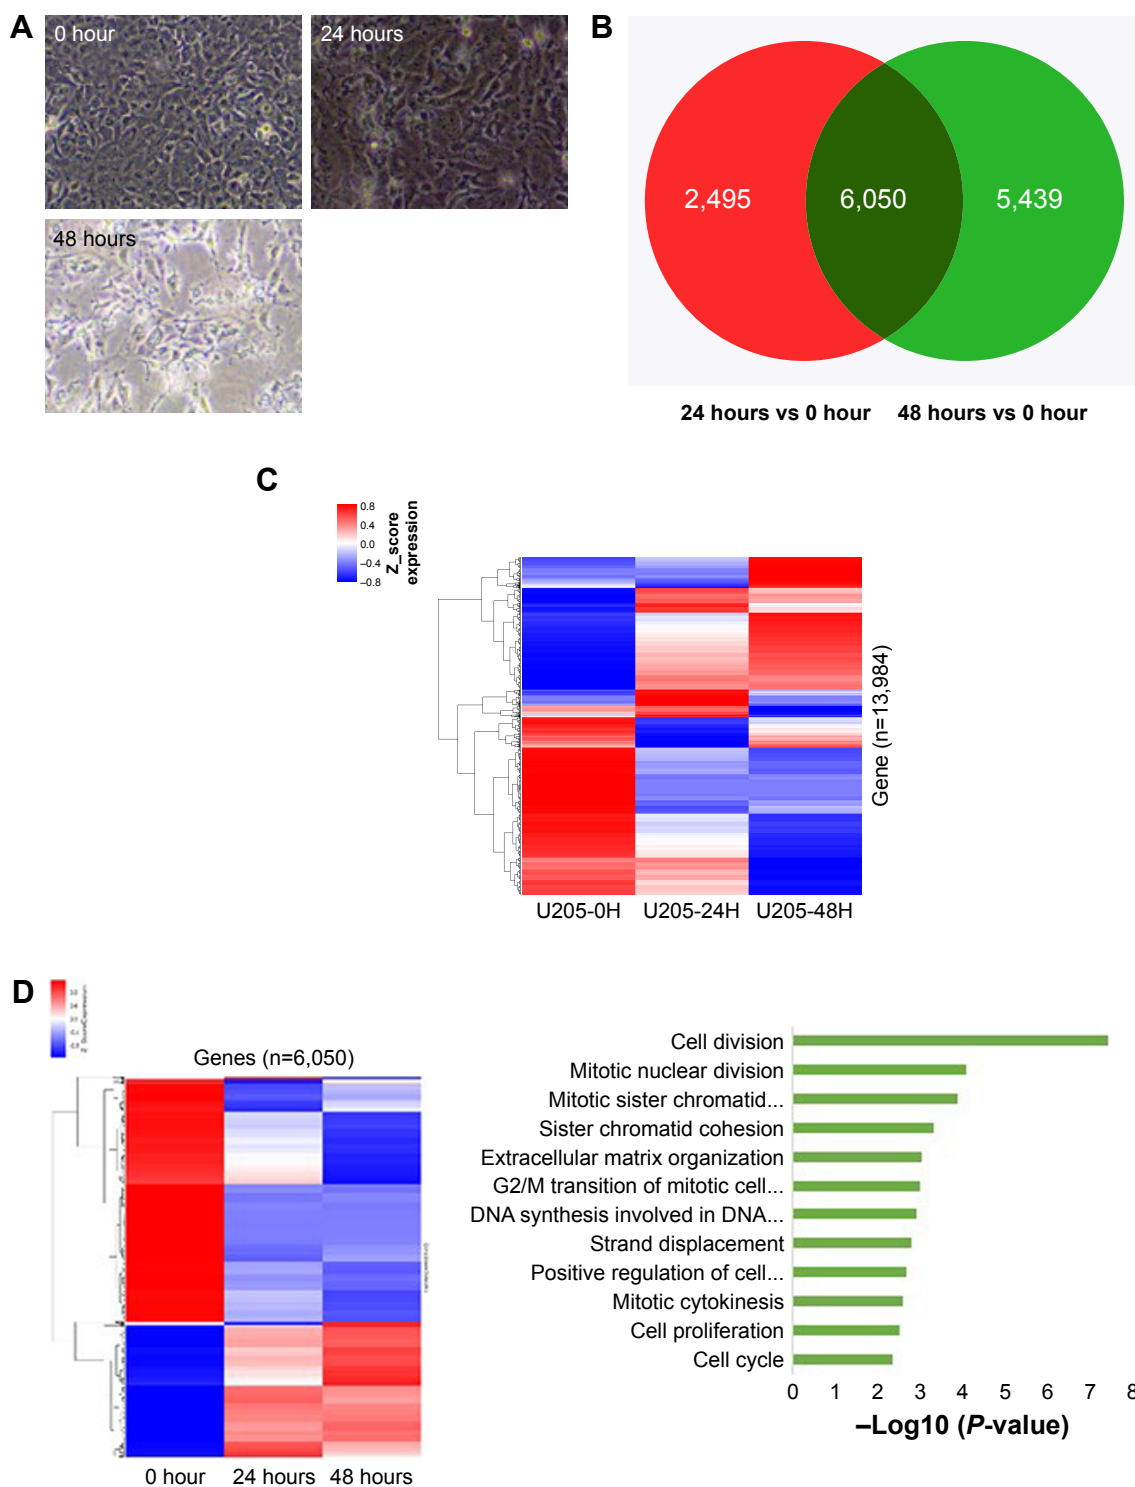 A
0 hour
24 hours
48 hours
B
2,495
6,050
5,439
24 hours vs 0 hour
48 hours vs 0 hour
C
0.8
0.4
0.0
–0.4
–0.8
Z_score
expression
Gene (n=13,984)
U205-0H
U205-24H
U205-48H
D
Genes (n=6,050)
0 hour
24 hours
48 hours
Cell division
Mitotic nuclear division
Mitotic sister chromatid...
Sister chromatid cohesion
Extracellular matrix organization
G2/M transition of mitotic cell...
DNA synthesis involved in DNA...
Strand displacement
Positive regulation of cell...
Mitotic cytokinesis
Cell proliferation
Cell cycle
0 1 2 3 4 5 6 7 8
–Log10 (P-value)